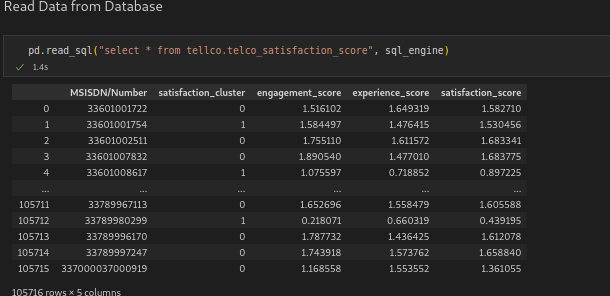 Read Data from Database
pd.read_sql("select * from tellco.telco_satisfaction_score", sql_engine)
✓ 1.4s
MSISDN/Number satisfaction_cluster engagement_score experience_score satisfaction_score
0 33601001722 0 1.516102 1.649319 1.582710
1 33601001754 1 1.584497 1.476415 1.530456
2 33601002511 0 1.755110 1.611572 1.683341
3 33601007832 0 1.890540 1.477010 1.683775
4 33601008617 1 1.075597 0.718852 0.897225
... ... ... ... ... ...
105711 33789967113 0 1.652696 1.558479 1.605588
105712 33789980299 1 0.218071 0.660319 0.439195
105713 33789996170 0 1.787732 1.436425 1.612078
105714 33789997247 0 1.743918 1.573762 1.658840
105715 337000037000919 0 1.168558 1.553552 1.361055
105716 rows × 5 columns